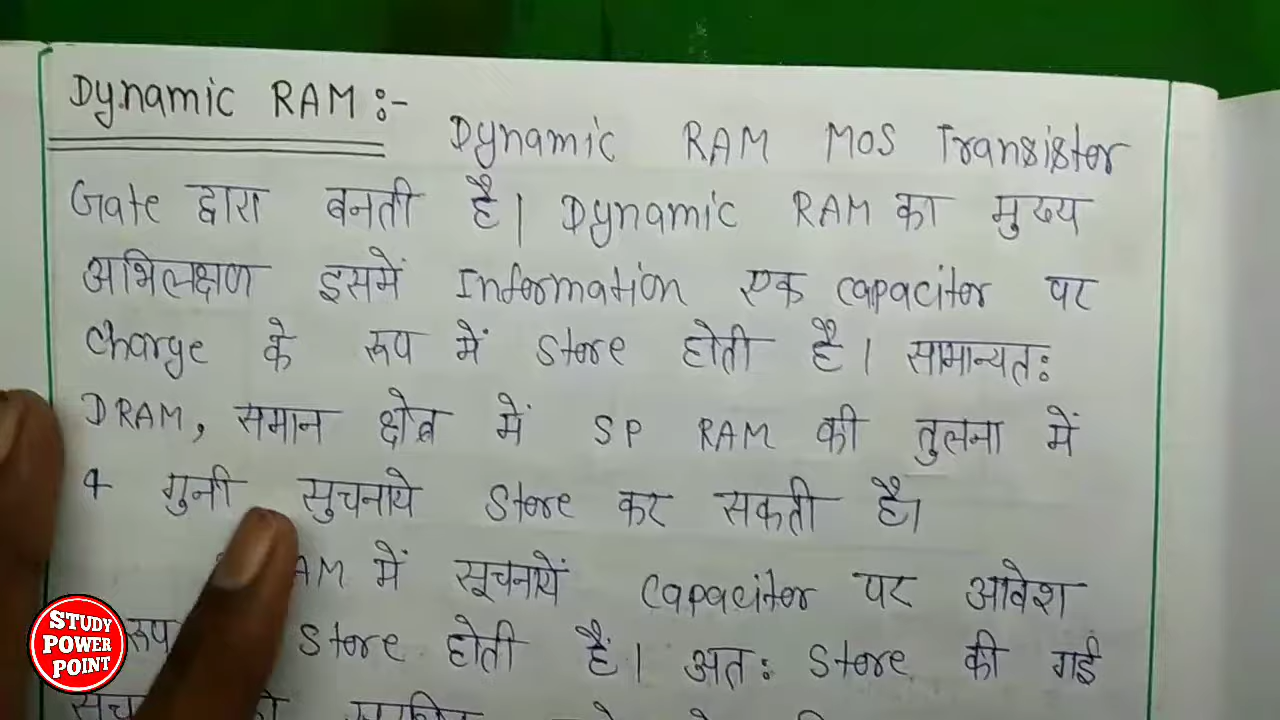 Dynamic RAM :-
Dynamic RAM MOS Transistor
Gate द्वारा बनती है। Dynamic RAM का मुख्य
अभिलक्षण इसमें Information एक capacitor पर
charge के रूप में store होती है। सामान्यतः
DRAM, समान क्षेत्र में SP RAM की तुलना में
4 गुनी सुचनाये store कर सकती है।
AM में सूचनायें capacitor पर आवेश
रूप store होती हैं। अतः store की गई
STUDY
POWER
POINT